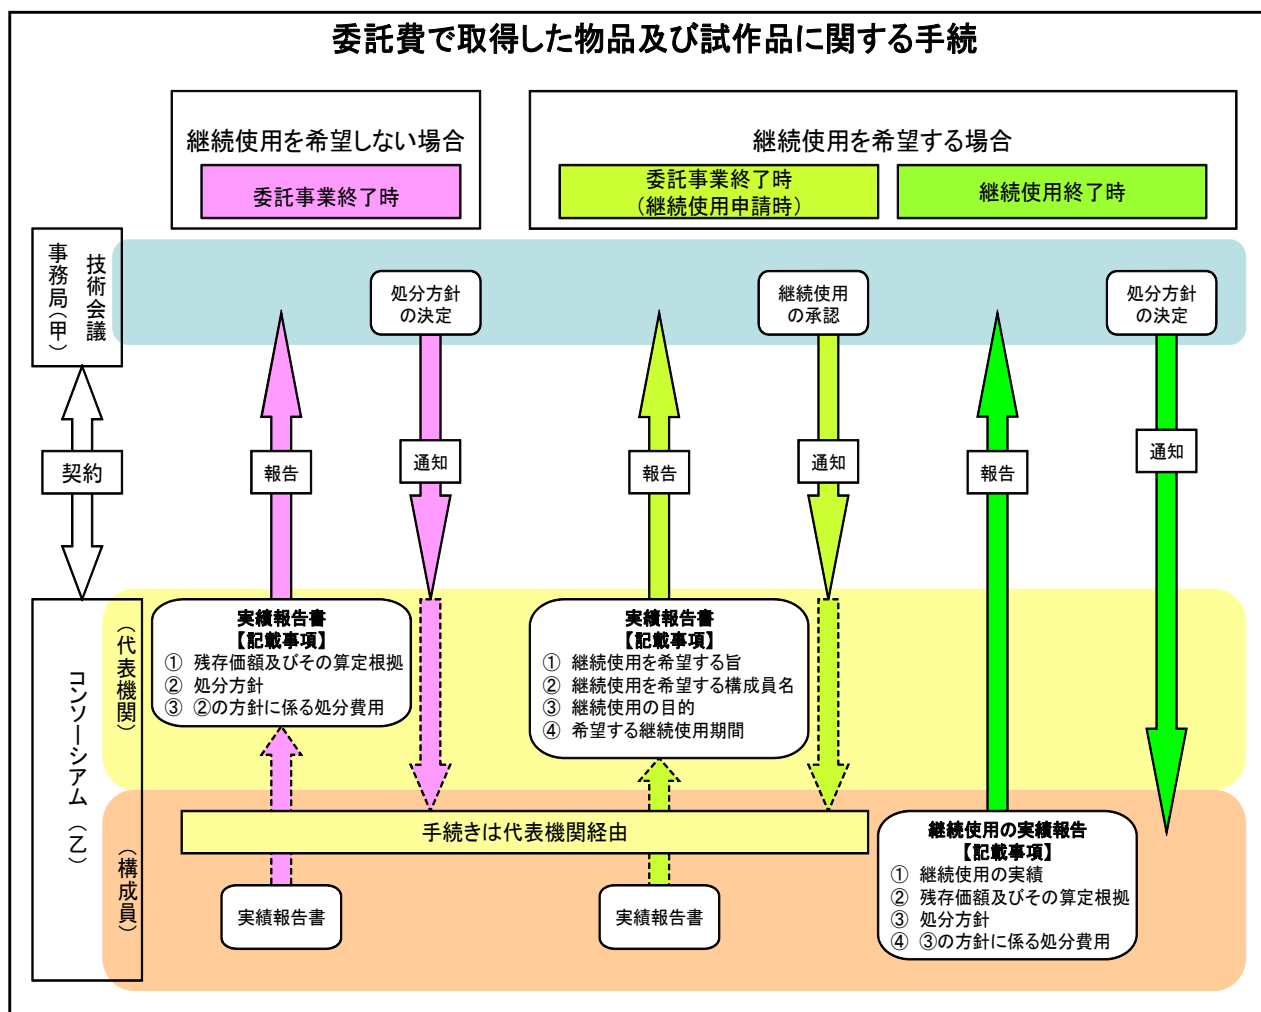 委託費で取得した物品及び試作品に関する手続
継続使用を希望しない場合
委託事業終了時
継続使用を希望する場合
委託事業終了時
（継続使用申請時）
継続使用終了時
技術会議
事務局（甲）
処分方針
の決定
継続使用
の承認
処分方針
の決定
契約
報告
通知
報告
通知
報告
通知
コンソーシアム（乙）
（代表機関）
実績報告書
【記載事項】
① 残存価額及びその算定根拠
② 処分方針
③ ②の方針に係る処分費用
実績報告書
【記載事項】
① 継続使用を希望する旨
② 継続使用を希望する構成員名
③ 継続使用の目的
④ 希望する継続使用期間
（構成員）
手続きは代表機関経由
実績報告書
実績報告書
継続使用の実績報告
【記載事項】
① 継続使用の実績
② 残存価額及びその算定根拠
③ 処分方針
④ ③の方針に係る処分費用